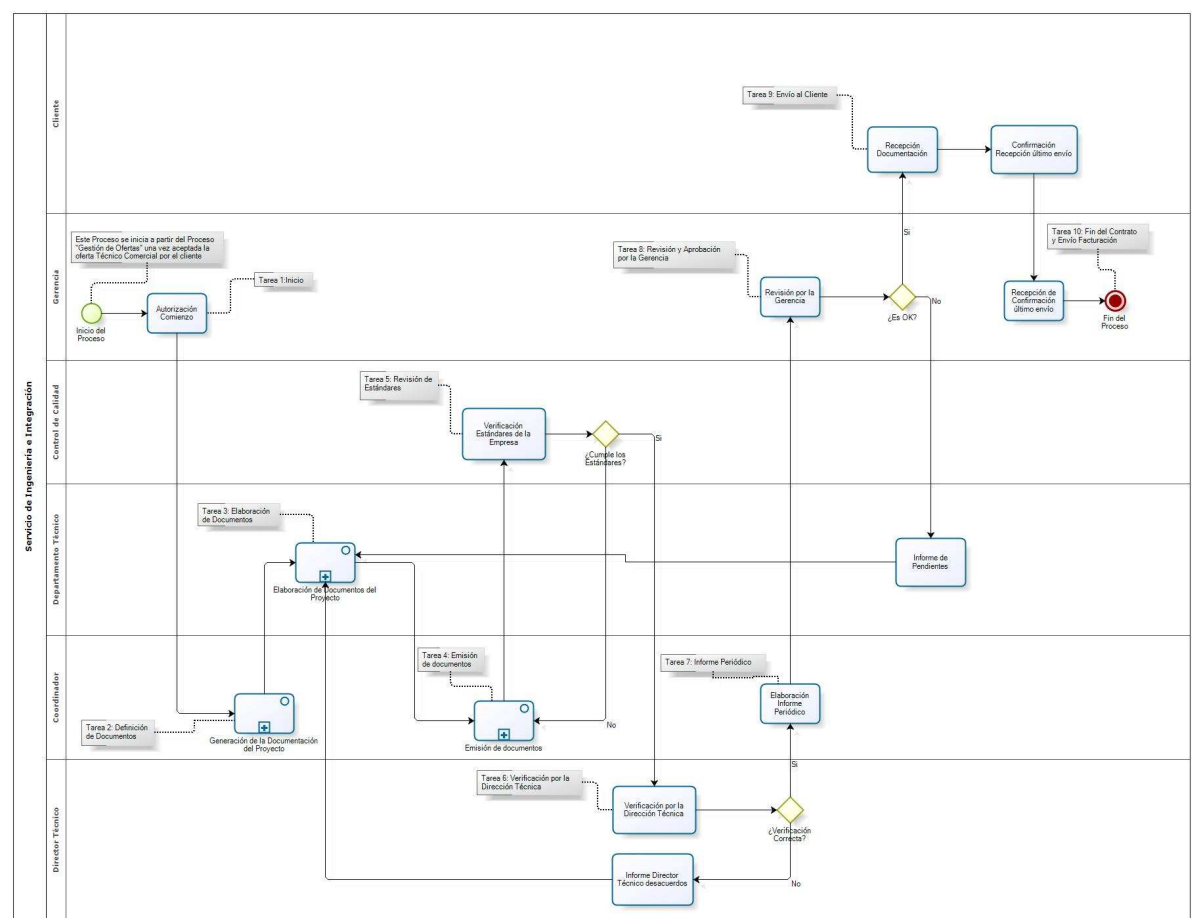 Servicio de Ingeniería e Integración
Cliente
Tarea 9: Envío al Cliente
Recepción
Documentación
Confirmación
Recepción último envío
Si
Gerencia
Este Proceso se inicia a partir del Proceso
"Gestión de Ofertas" una vez aceptada la
oferta Técnico Comercial por el cliente
Tarea 1:Inicio
Inicio del
Proceso
Autorización
Comienzo
Tarea 8: Revisión y Aprobación
por la Gerencia
Revisión por la
Gerencia
¿Es OK?
No
Recepción de
Confirmación
último envío
Tarea 10: Fin del Contrato
y Envío Facturación
Fin del
Proceso
Control de Calidad
Tarea 5: Revisión de
Estándares
Verificación
Estándares de la
Empresa
¿Cumple los
Estándares?
Si
Departamento Técnico
Tarea 3: Elaboración
de Documentos
Elaboración de Documentos del
Proyecto
Informe de
Pendientes
Coordinador
Tarea 2: Definición
de Documentos
Generación de la Documentación
del Proyecto
Tarea 4: Emisión
de documentos
Emisión de documentos
No
Tarea 7: Informe Periódico
Elaboración
Informe
Periódico
Director Técnico
Si
Tarea 6: Verificación por la
Dirección Técnica
Verificación por la
Dirección Técnica
¿Verificación
Correcta?
Informe Director
Técnico desacuerdos
No